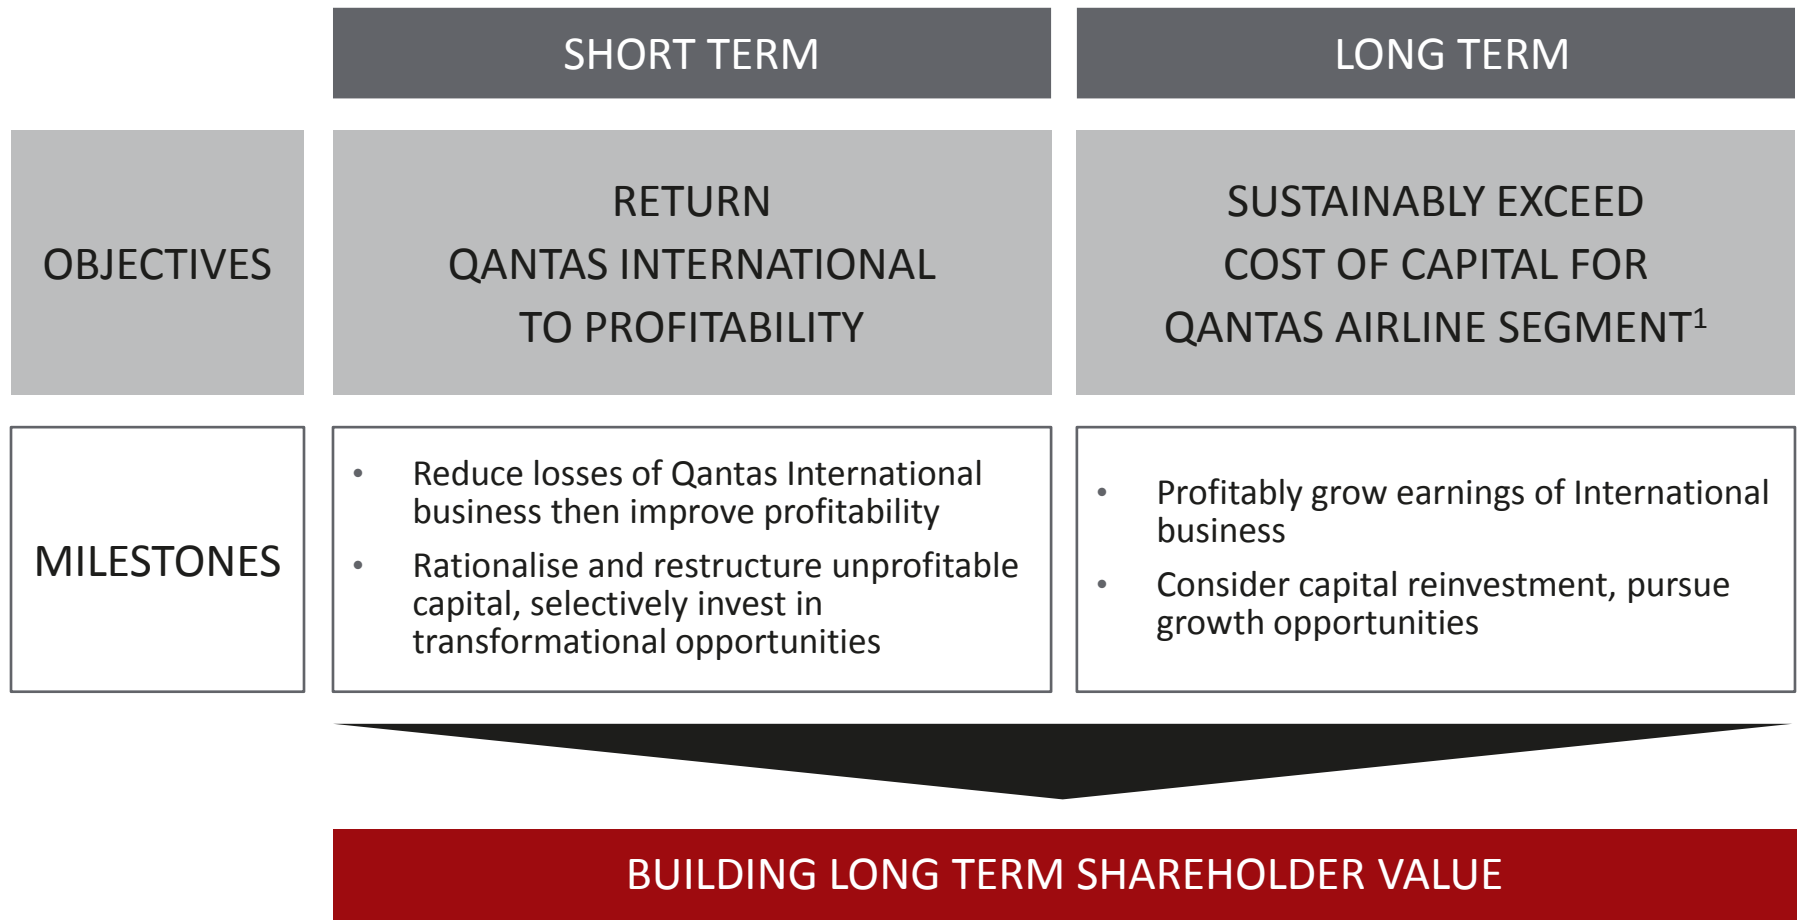 SHORT TERM
LONG TERM
OBJECTIVES
RETURN
QANTAS INTERNATIONAL
TO PROFITABILITY
SUSTAINABLY EXCEED
COST OF CAPITAL FOR
QANTAS AIRLINE SEGMENT¹
MILESTONES
• Reduce losses of Qantas International
business then improve profitability
• Rationalise and restructure unprofitable
capital, selectively invest in
transformational opportunities
• Profitably grow earnings of International
business
• Consider capital reinvestment, pursue
growth opportunities
BUILDING LONG TERM SHAREHOLDER VALUE